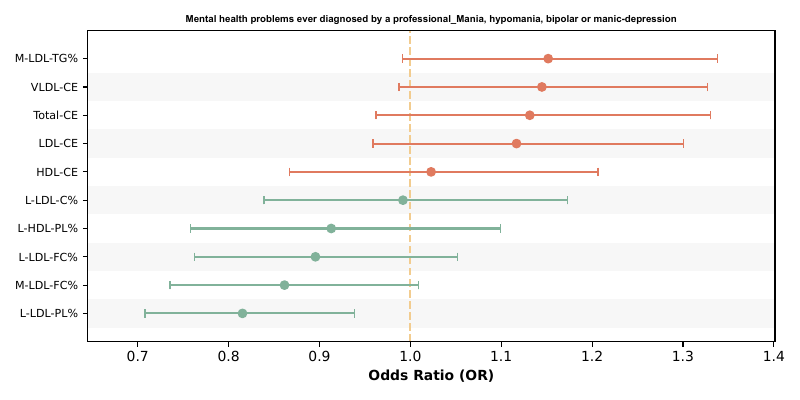 Mental health problems ever diagnosed by a professional_Mania, hypomania, bipolar or manic-depression
M-LDL-TG%
VLDL-CE
Total-CE
LDL-CE
HDL-CE
L-LDL-C%
L-HDL-PL%
L-LDL-FC%
M-LDL-FC%
L-LDL-PL%
0.7 0.8 0.9 1.0 1.1 1.2 1.3 1.4
Odds Ratio (OR)